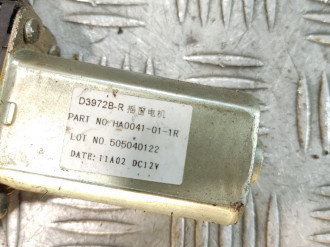 D3972B-R 摇窗电机
PART NO HA0041-01-1R
LOT NO. 505040122
DATE: 11A02 DC12V